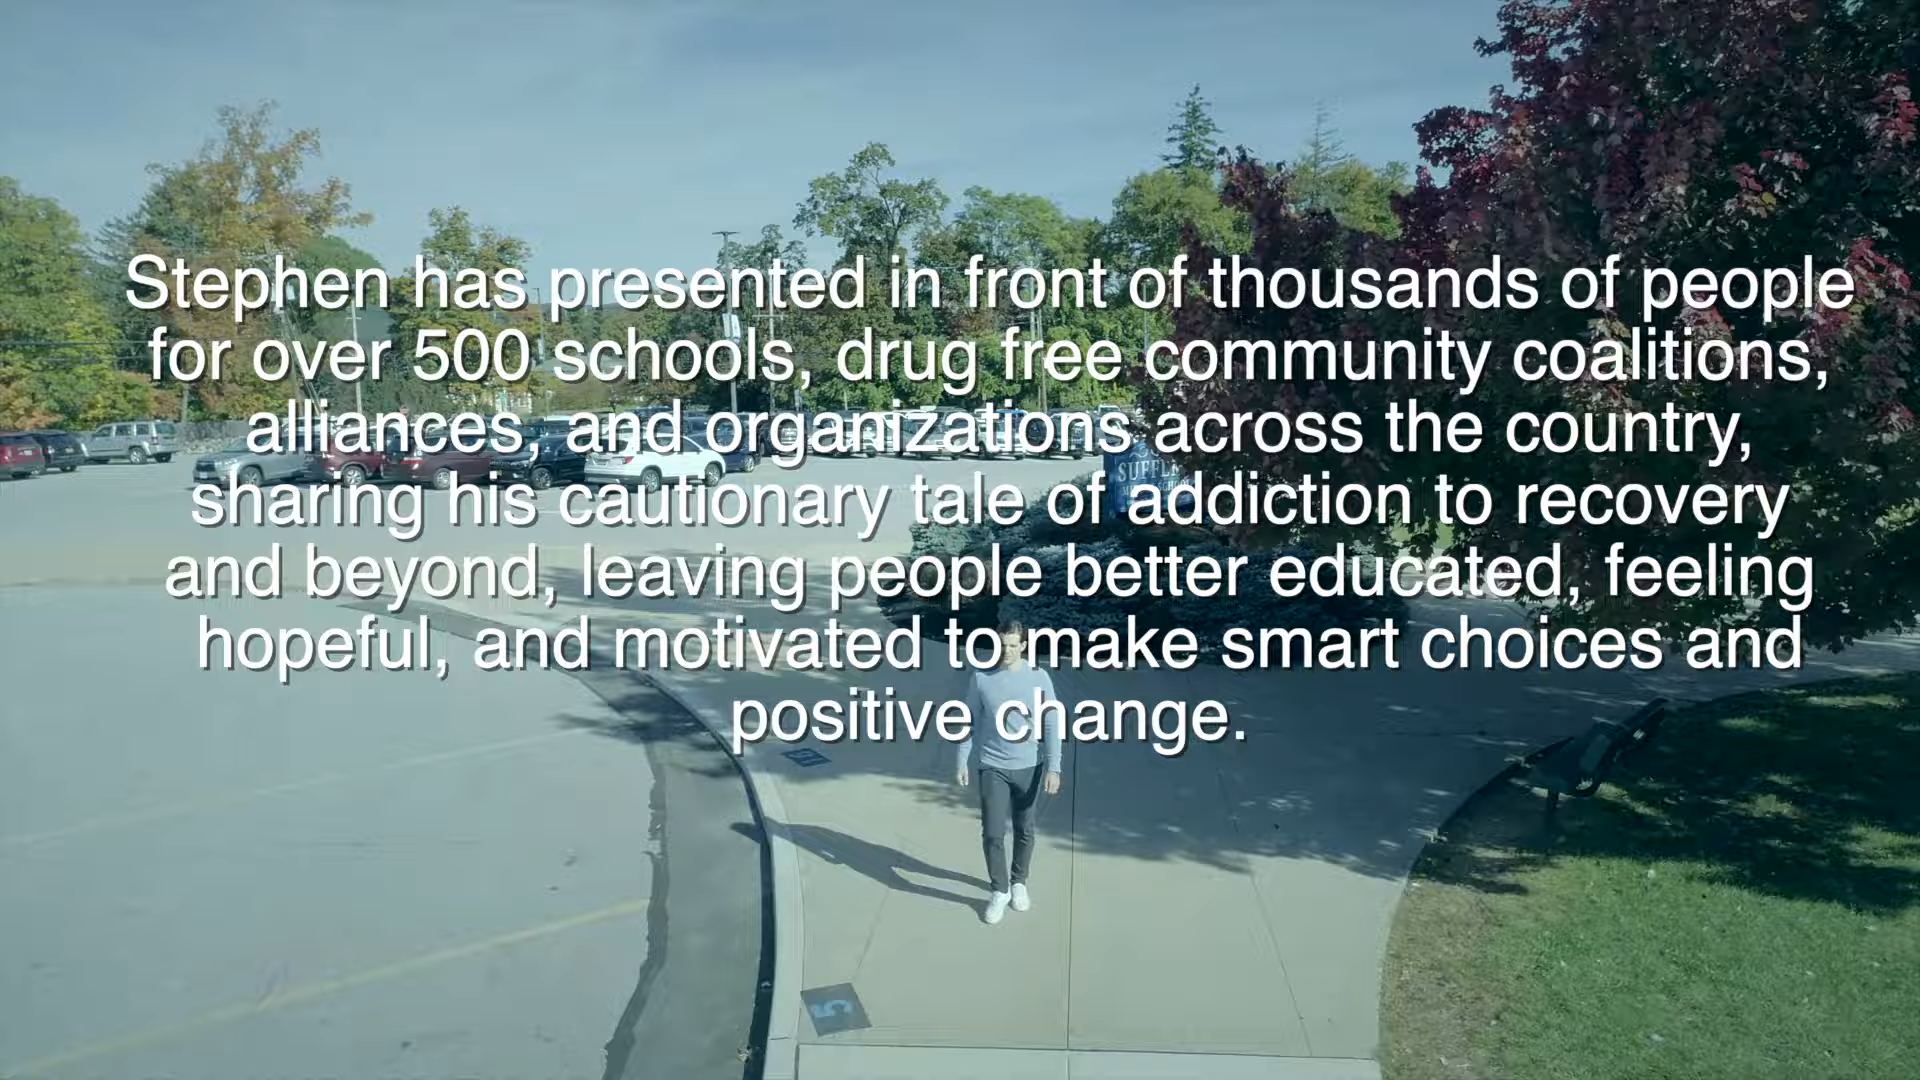 Stephen has presented in front of thousands of people
for over 500 schools, drug free community coalitions,
alliances, and organizations across the country,
sharing his cautionary tale of addiction to recovery
and beyond, leaving people better educated, feeling
hopeful, and motivated to make smart choices and
positive change.
5